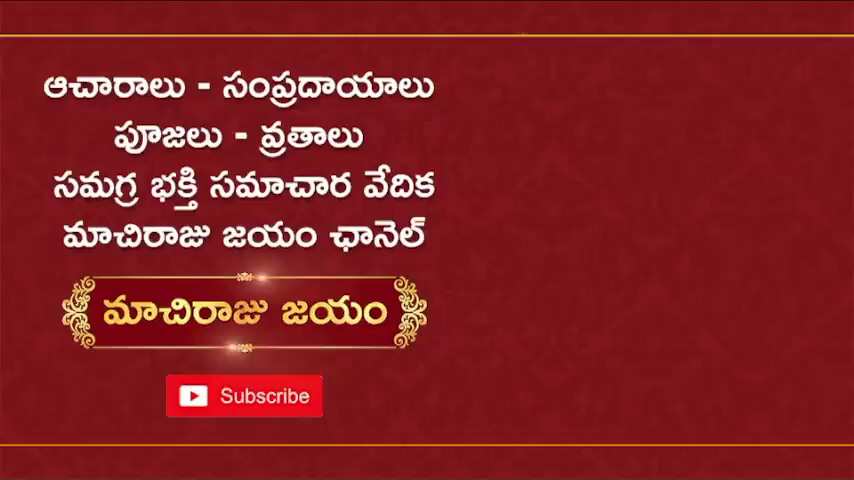 ఆచారాలు - సంప్రదాయాలు
పూజలు - వ్రతాలు
సమగ్ర భక్తి సమాచార వేదిక
మాచిరాజు జయం ఛానెల్
మాచిరాజు జయం
Subscribe